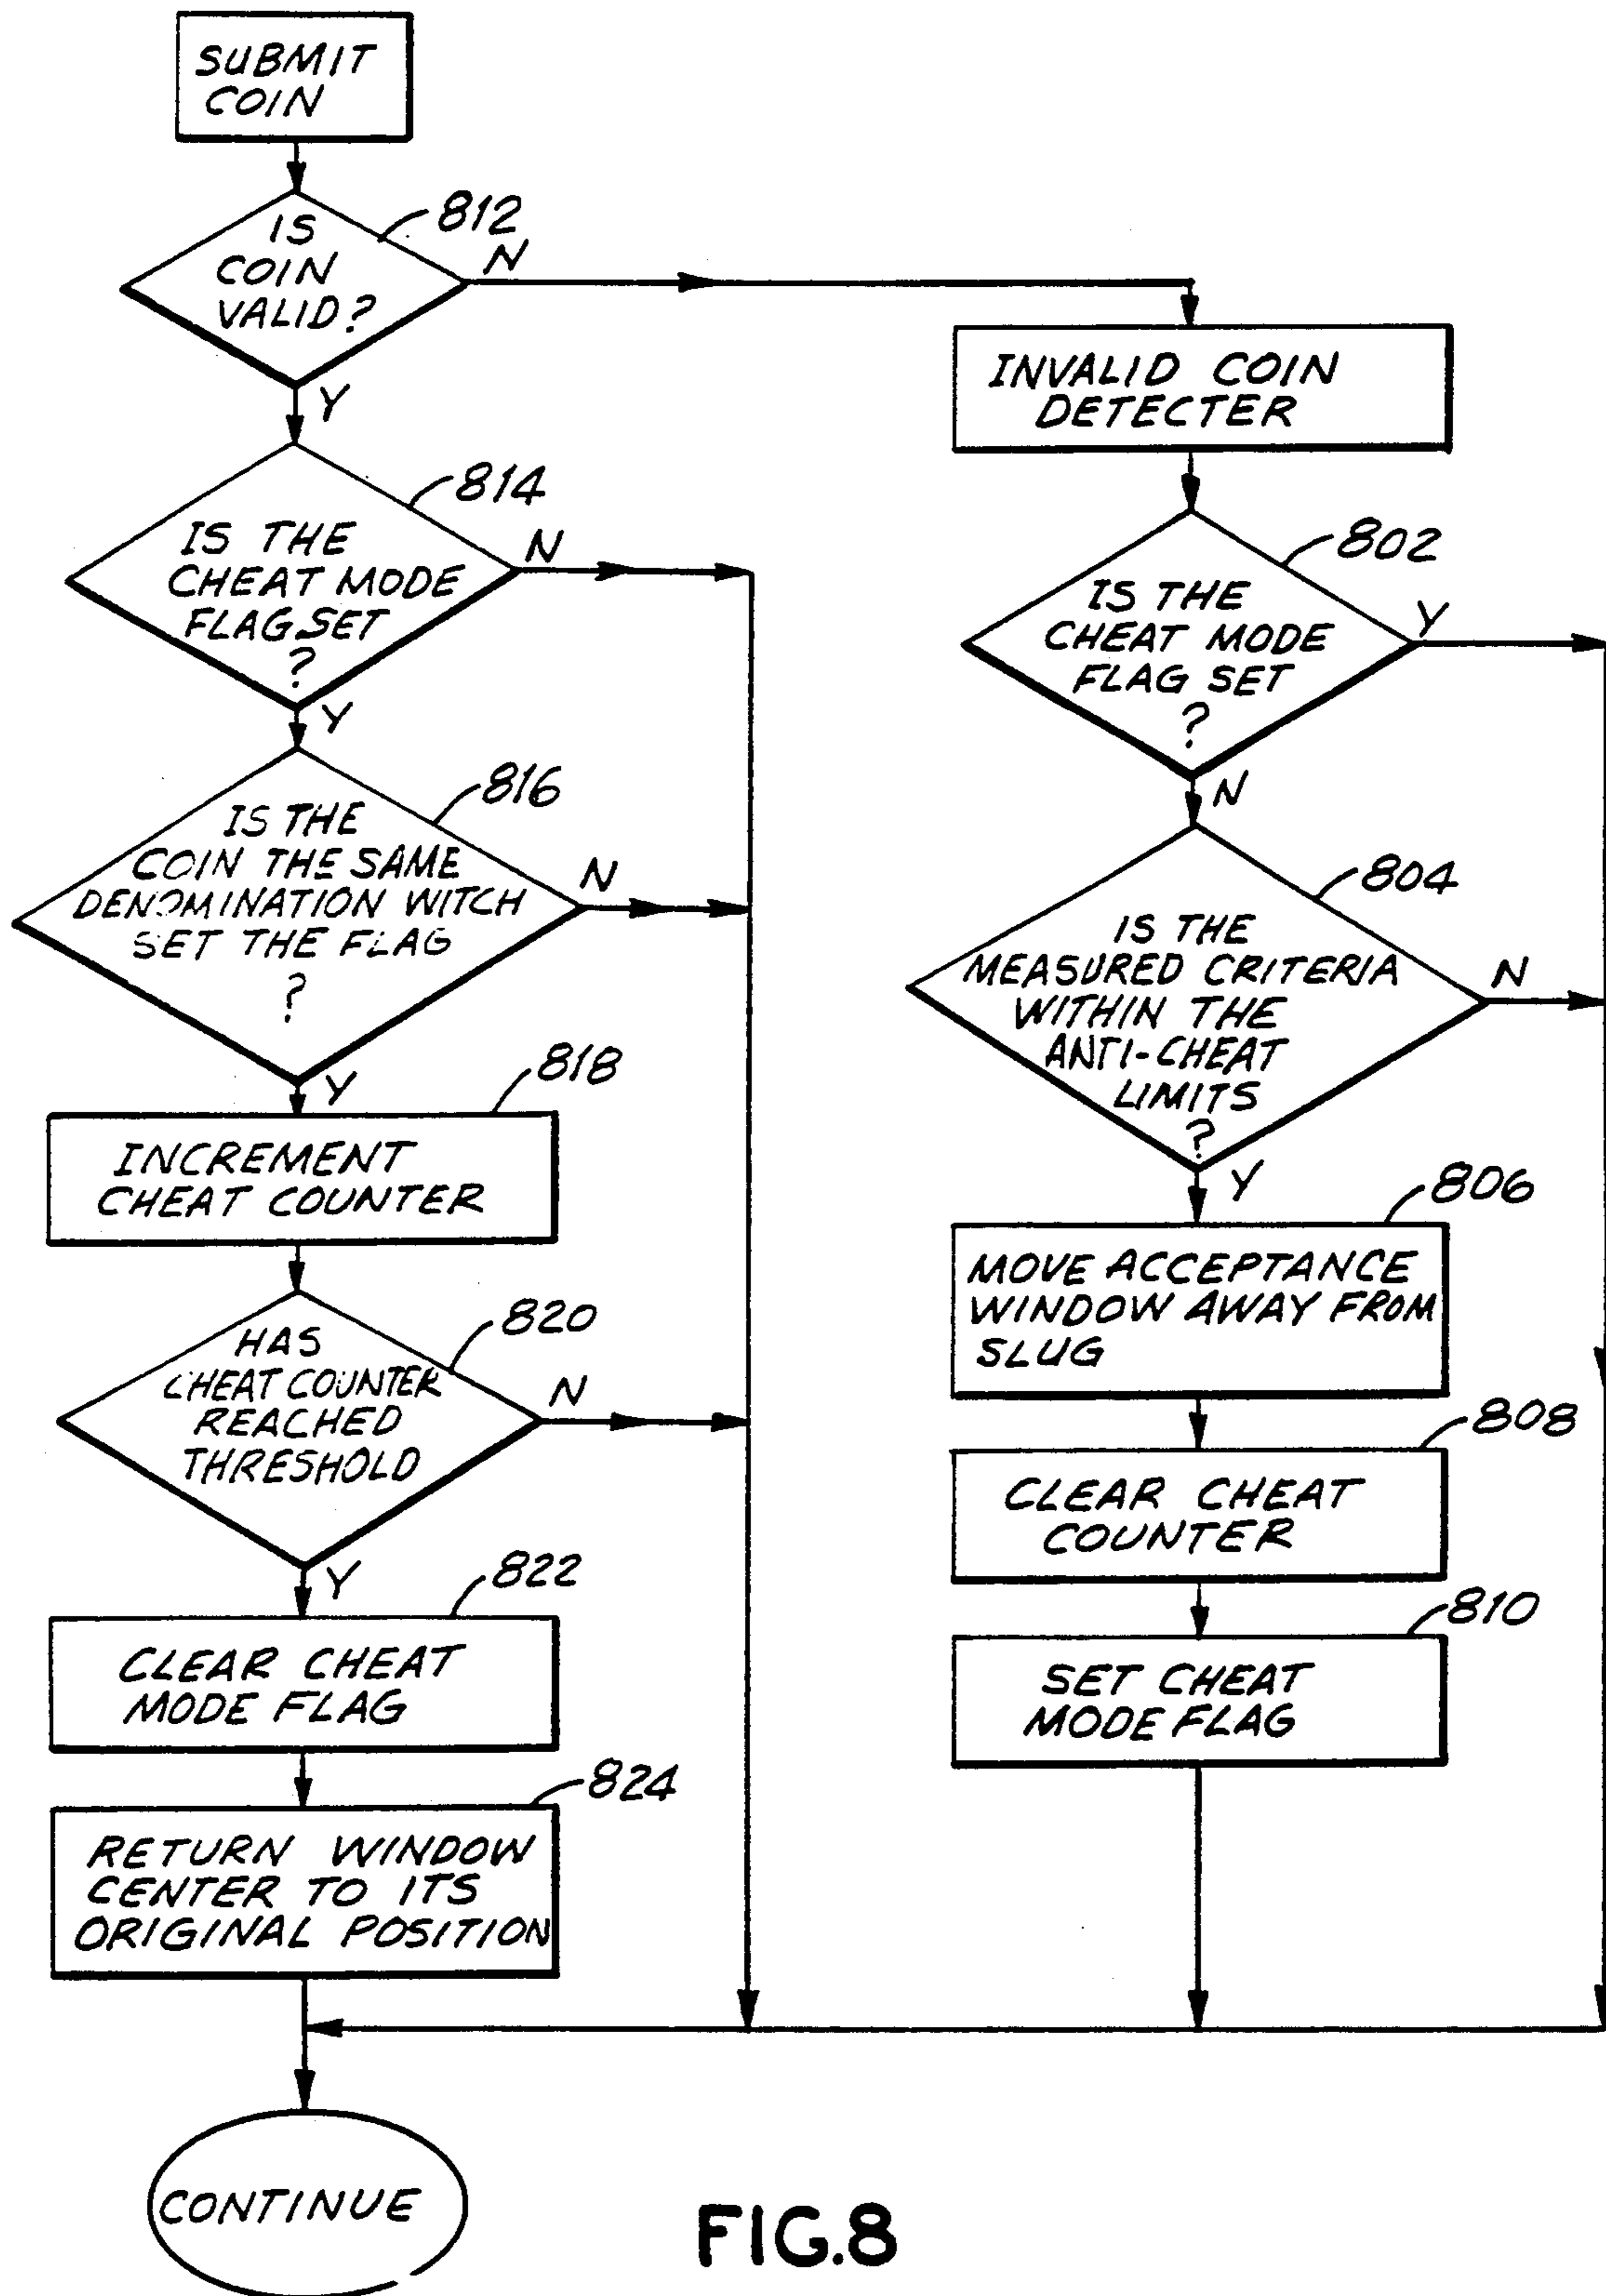 SUBMIT
COIN
812
IS
COIN
VALID?
N
Y
INVALID COIN
DETECTER
814
IS THE
CHEAT MODE
FLAG SET
?
N
Y
802
IS THE
CHEAT MODE
FLAG SET
?
Y
N
816
IS THE
COIN THE SAME
DENOMINATION WITCH
SET THE FLAG
?
N
Y
804
IS THE
MEASURED CRITERIA
WITHIN THE
ANTI-CHEAT
LIMITS
?
N
Y
818
INCREMENT
CHEAT COUNTER
806
MOVE ACCEPTANCE
WINDOW AWAY FROM
SLUG
820
HAS
CHEAT COUNTER
REACHED
THRESHOLD
N
Y
808
CLEAR CHEAT
COUNTER
822
CLEAR CHEAT
MODE FLAG
810
SET CHEAT
MODE FLAG
824
RETURN WINDOW
CENTER TO ITS
ORIGINAL POSITION
CONTINUE
FIG.8